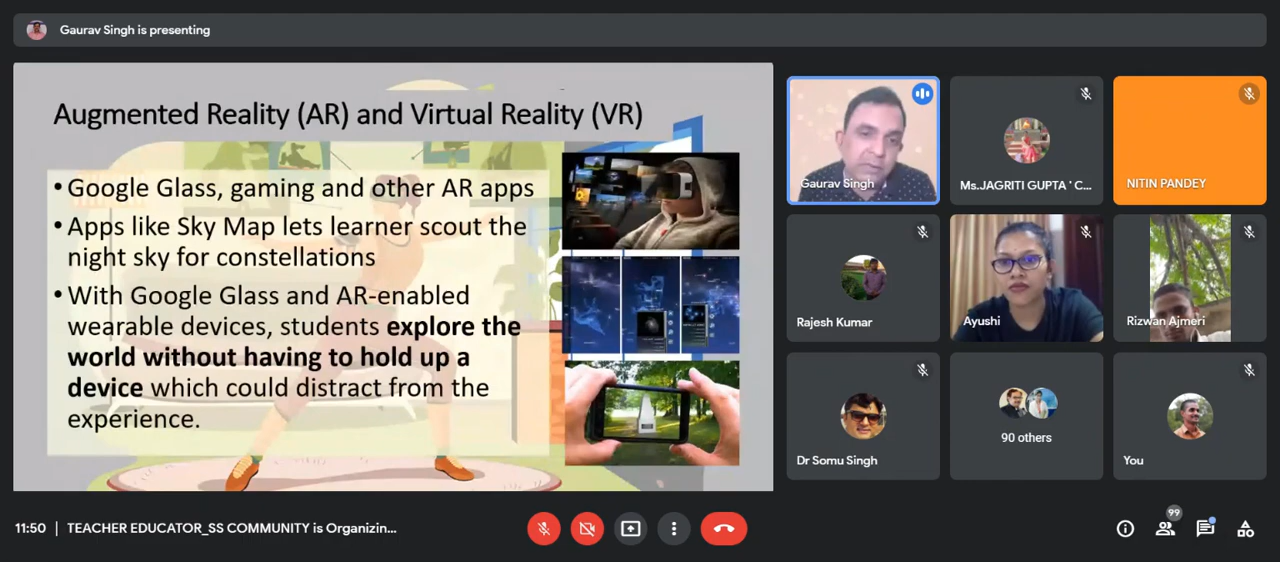 Gaurav Singh is presenting
Augmented Reality (AR) and Virtual Reality (VR)
• Google Glass, gaming and other AR apps
• Apps like Sky Map lets learner scout the
night sky for constellations
• With Google Glass and AR-enabled
wearable devices, students explore the
world without having to hold up a
device which could distract from the
experience.
Gaurav Singh
Ms.JAGRITI GUPTA ' C...
NITIN PANDEY
Rajesh Kumar
Ayushi
Rizwan Ajmeri
Dr Somu Singh
90 others
You
11:50 | TEACHER EDUCATOR_SS COMMUNITY is Organizin...
99